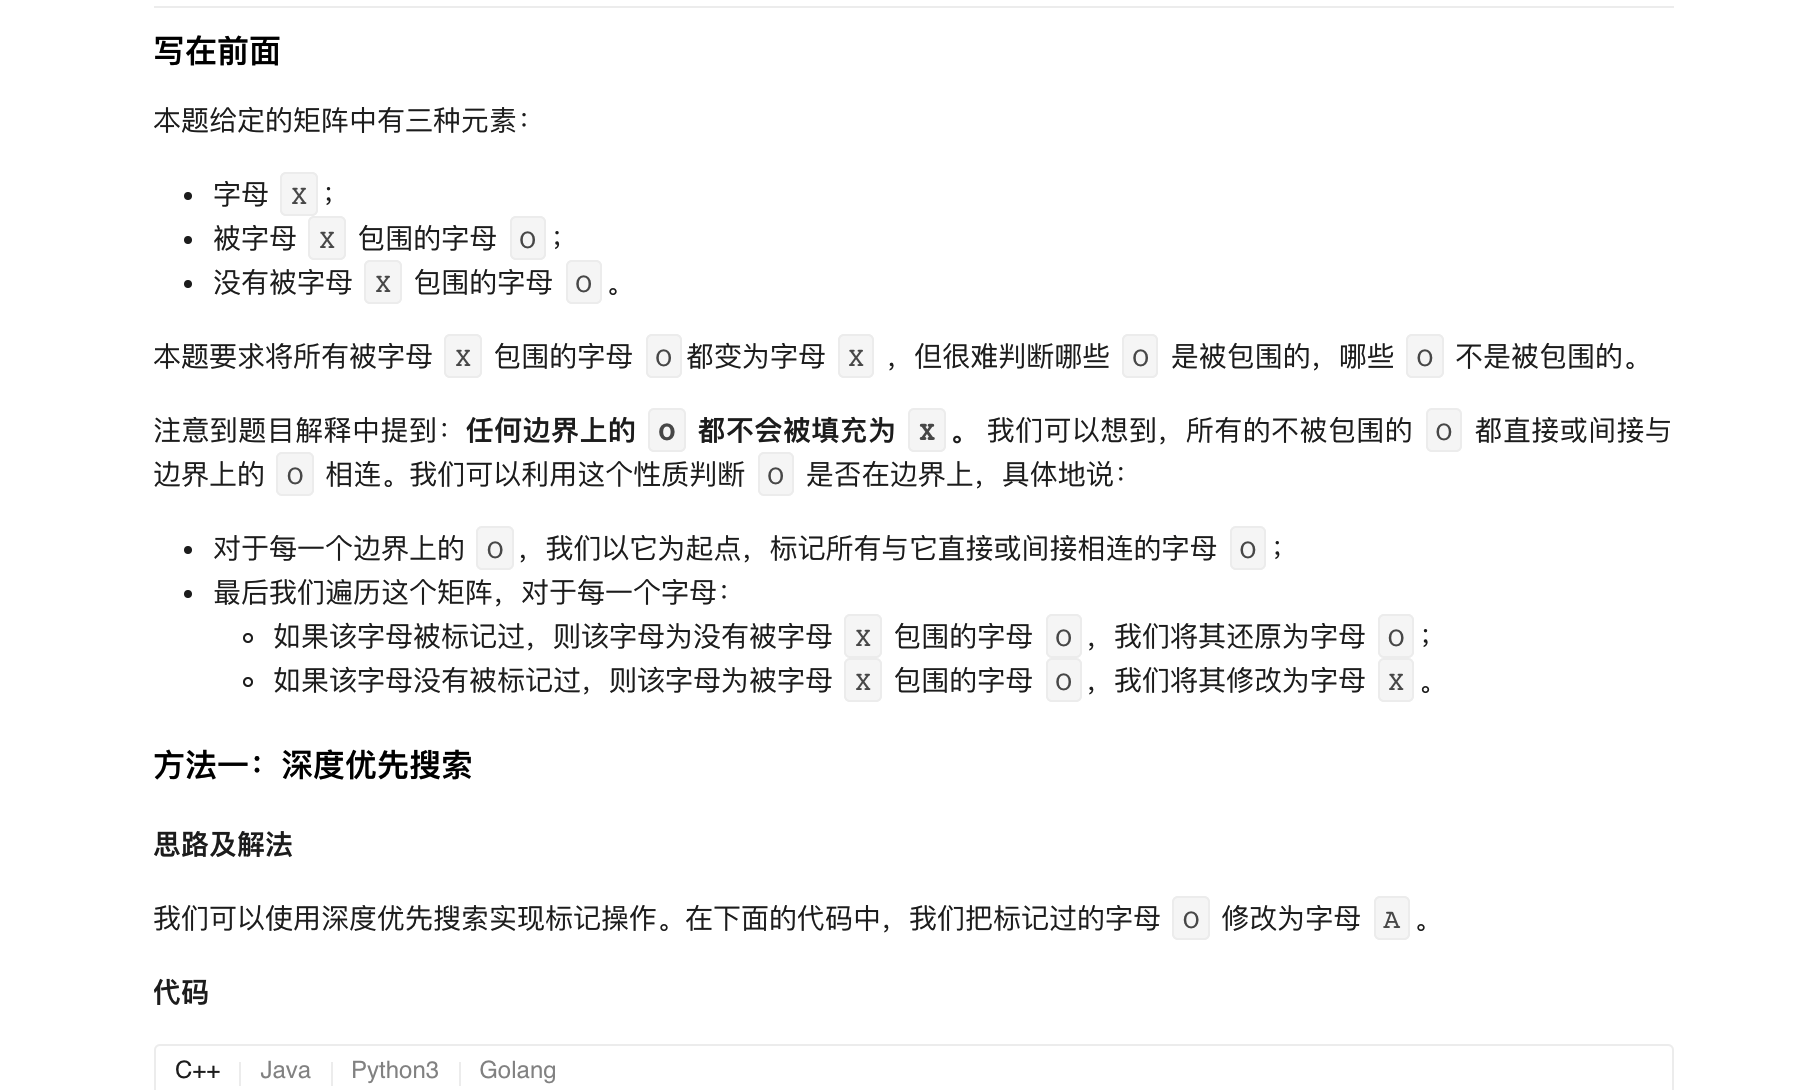 写在前面
本题给定的矩阵中有三种元素：
字母 X；
被字母 X 包围的字母 O；
没有被字母 X 包围的字母 O。
本题要求将所有被字母 X 包围的字母 O都变为字母 X ，但很难判断哪些 O 是被包围的，哪些 O 不是被包围的。
注意到题目解释中提到：任何边界上的 O 都不会被填充为 X。 我们可以想到，所有的不被包围的 O 都直接或间接与
边界上的 O 相连。我们可以利用这个性质判断 O 是否在边界上，具体地说：
对于每一个边界上的 O，我们以它为起点，标记所有与它直接或间接相连的字母 O；
最后我们遍历这个矩阵，对于每一个字母：
如果该字母被标记过，则该字母为没有被字母 X 包围的字母 O，我们将其还原为字母 O；
如果该字母没有被标记过，则该字母为被字母 X 包围的字母 O，我们将其修改为字母 X。
方法一：深度优先搜索
思路及解法
我们可以使用深度优先搜索实现标记操作。在下面的代码中，我们把标记过的字母 O 修改为字母 A。
代码
C++ Java Python3 Golang